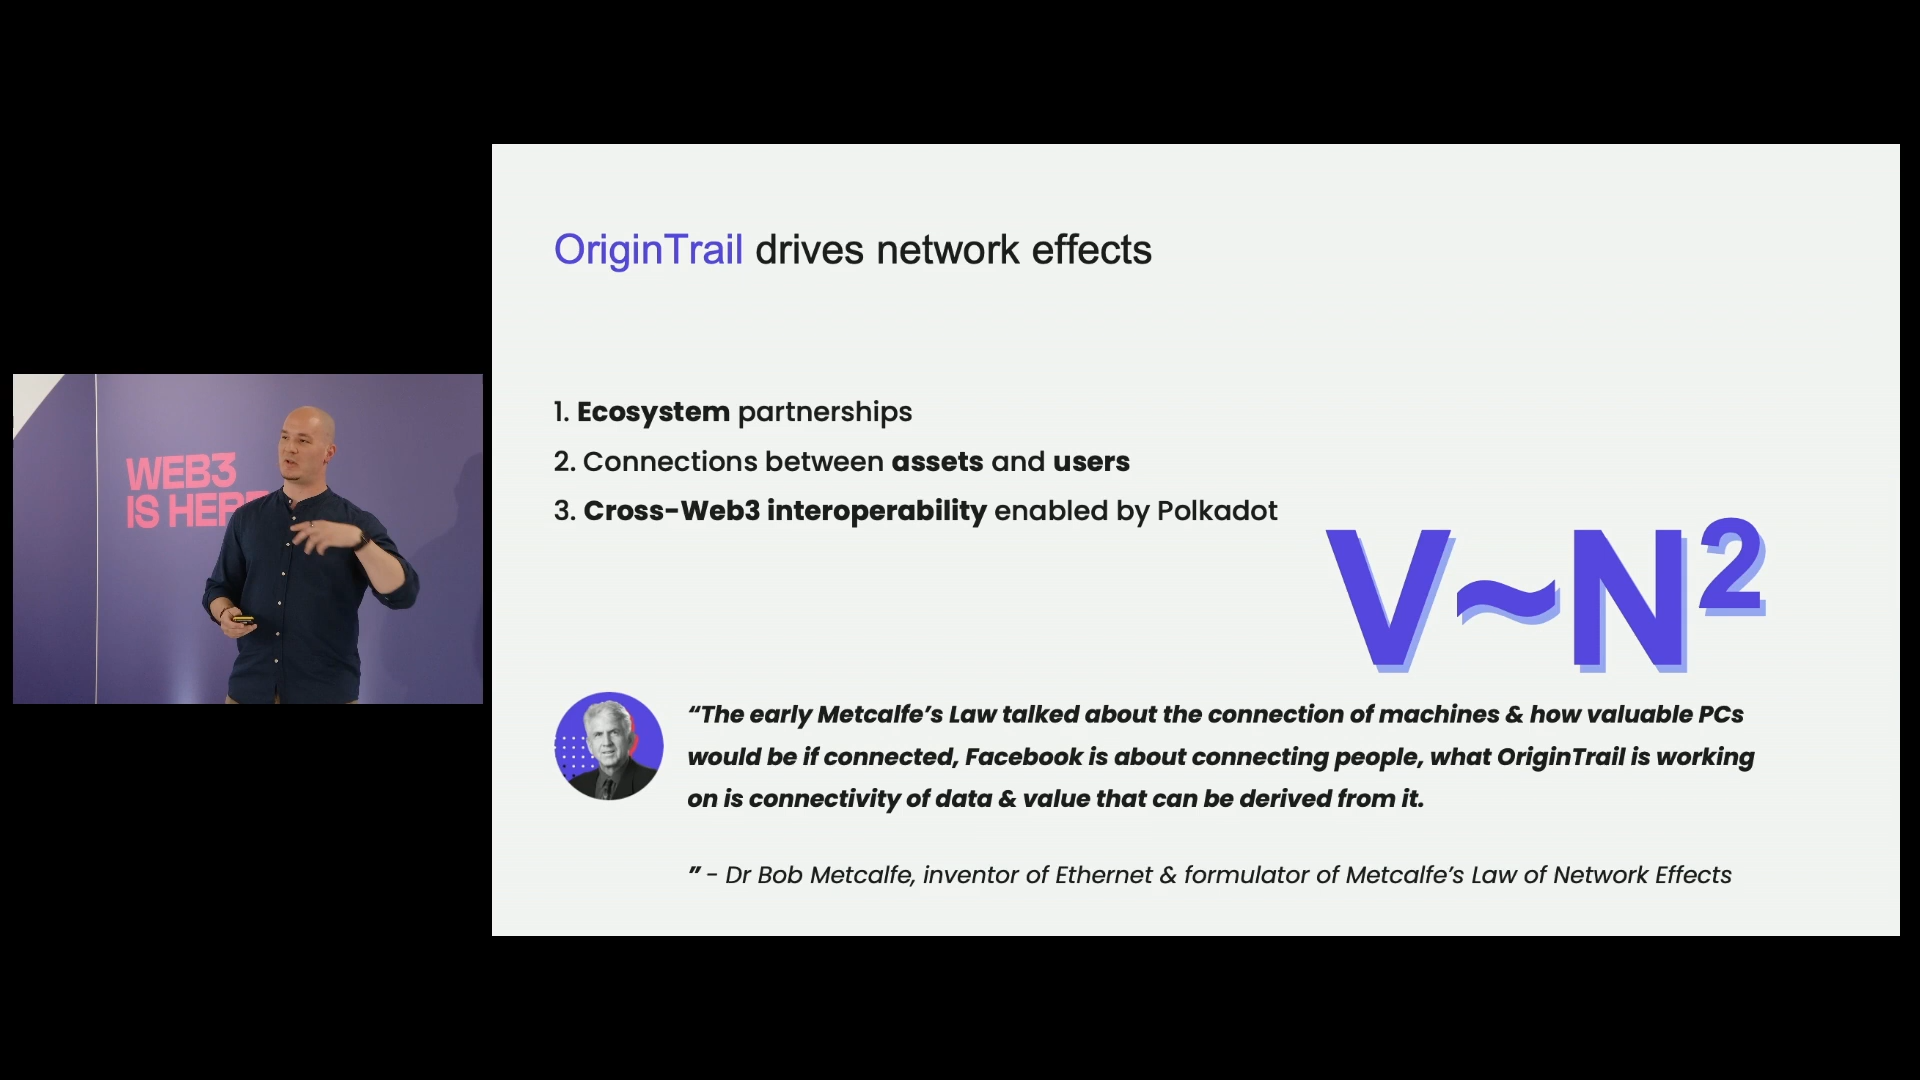 WEB3
IS HERE
OriginTrail drives network effects
1. Ecosystem partnerships
2. Connections between assets and users
3. Cross-Web3 interoperability enabled by Polkadot
V~N²
“The early Metcalfe’s Law talked about the connection of machines & how valuable PCs
would be if connected, Facebook is about connecting people, what OriginTrail is working
on is connectivity of data & value that can be derived from it.
” - Dr Bob Metcalfe, inventor of Ethernet & formulator of Metcalfe’s Law of Network Effects